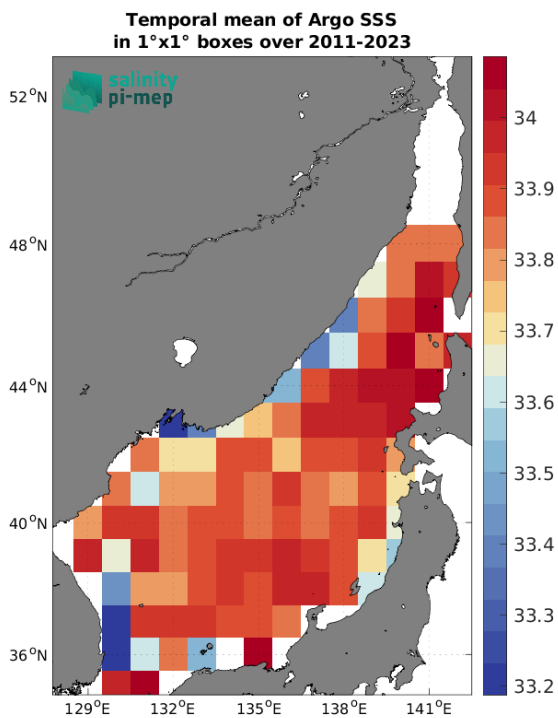 Temporal mean of Argo SSS
in 1°x1° boxes over 2011-2023
salinity
pi-mep
52°N
48°N
44°N
40°N
36°N
129°E
132°E
135°E
138°E
141°E
34
33.9
33.8
33.7
33.6
33.5
33.4
33.3
33.2